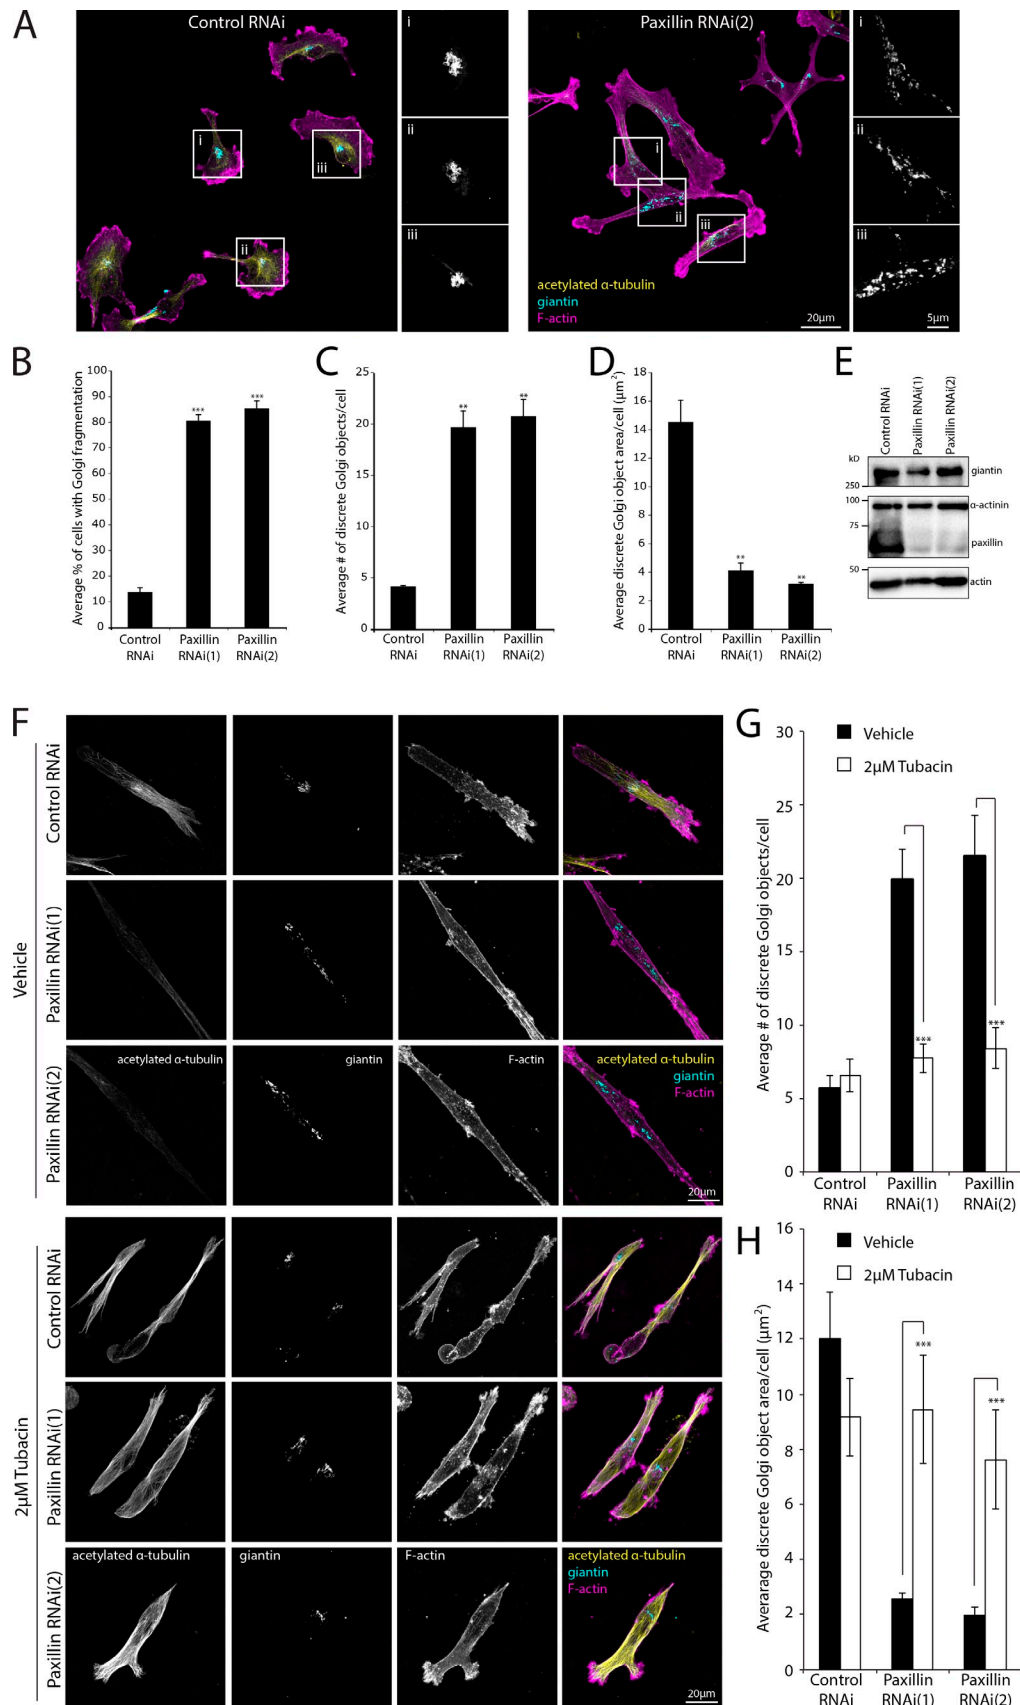 A
Control RNAi
i
ii
iii
i
ii
iii
Paxillin RNAi(2)
i
ii
iii
acetylated α-tubulin
giantin
F-actin
20μm
i
ii
iii
5μm
B
Average % of cells with Golgi fragmentation
100
90
80
70
60
50
40
30
20
10
0
***
***
Control
RNAi
Paxillin
RNAi(1)
Paxillin
RNAi(2)
C
Average # of discrete Golgi objects/cell
25
20
15
10
5
0
**
**
Control
RNAi
Paxillin
RNAi(1)
Paxillin
RNAi(2)
D
Average discrete Golgi object area/cell (μm²)
18
16
14
12
10
8
6
4
2
0
**
**
Control
RNAi
Paxillin
RNAi(1)
Paxillin
RNAi(2)
E
Control RNAi
Paxillin RNAi(1)
Paxillin RNAi(2)
kD
250
100
75
50
giantin
α-actinin
paxillin
actin
F
Vehicle
Control RNAi
Paxillin RNAi(1)
Paxillin RNAi(2)
acetylated α-tubulin
giantin
F-actin
acetylated α-tubulin
giantin
F-actin
20μm
2μM Tubacin
Control RNAi
Paxillin RNAi(1)
Paxillin RNAi(2)
acetylated α-tubulin
giantin
F-actin
acetylated α-tubulin
giantin
F-actin
20μm
G
Vehicle
2μM Tubacin
Average # of discrete Golgi objects/cell
30
25
20
15
10
5
0
***
***
Control
RNAi
Paxillin
RNAi(1)
Paxillin
RNAi(2)
H
Vehicle
2μM Tubacin
Averarage discrete Golgi object area/cell (μm²)
16
14
12
10
8
6
4
2
0
***
***
Control
RNAi
Paxillin
RNAi(1)
Paxillin
RNAi(2)